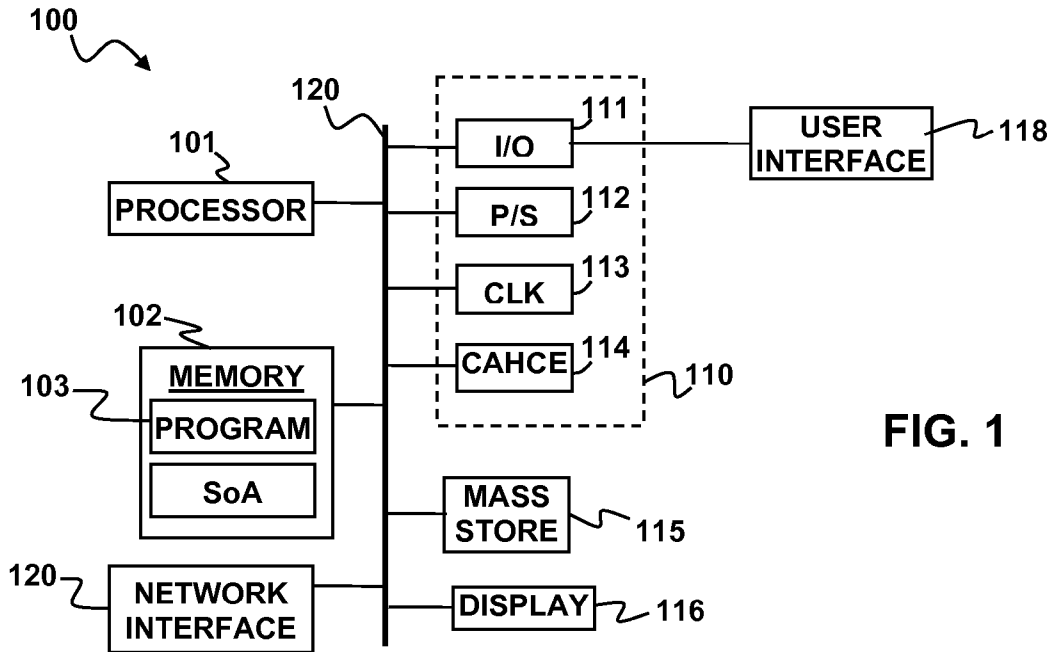 100
120
111
I/O
USER
INTERFACE
118
101
PROCESSOR
112
P/S
113
CLK
102
114
CAHCE
110
MEMORY
103
PROGRAM
SoA
FIG. 1
MASS
STORE
115
120
NETWORK
INTERFACE
DISPLAY
116